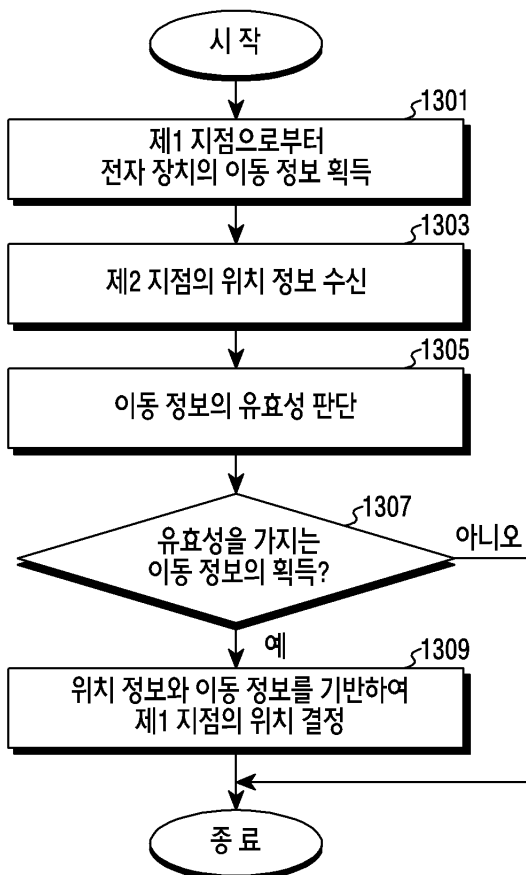 시 작
1301
제1 지점으로부터
전자 장치의 이동 정보 획득
1303
제2 지점의 위치 정보 수신
1305
이동 정보의 유효성 판단
1307
유효성을 가지는
이동 정보의 획득?
아니오
예
1309
위치 정보와 이동 정보를 기반하여
제1 지점의 위치 결정
종 료